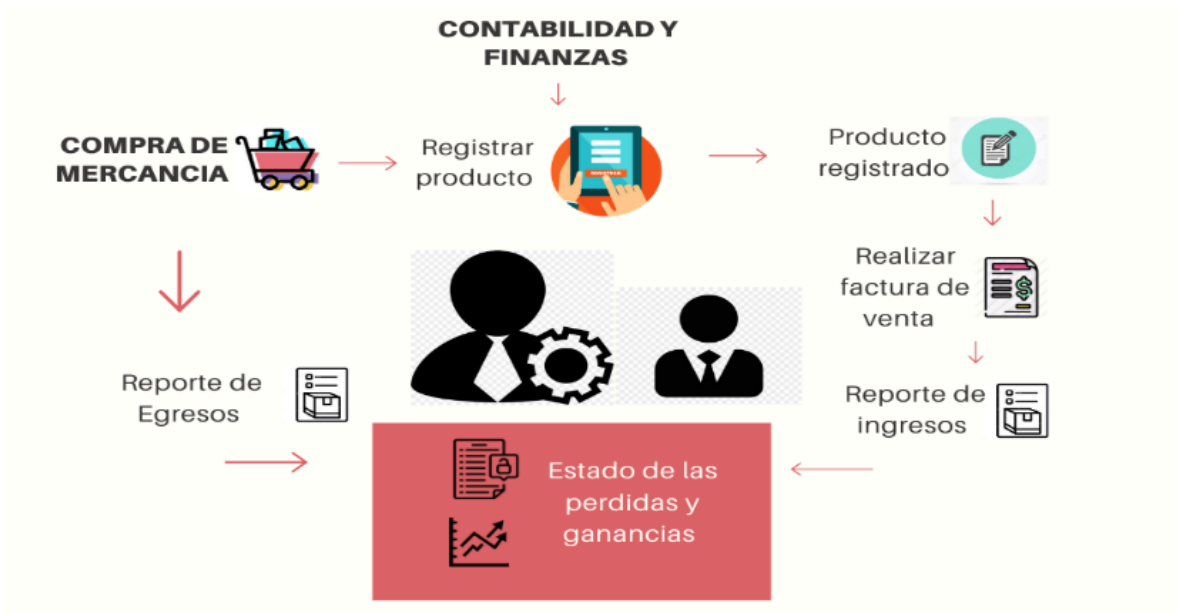 CONTABILIDAD Y
FINANZAS
COMPRA DE
MERCANCIA
Registrar
producto
Producto
registrado
Realizar
factura de
venta
Reporte de
Egresos
Reporte de
ingresos
Estado de las
perdidas y
ganancias